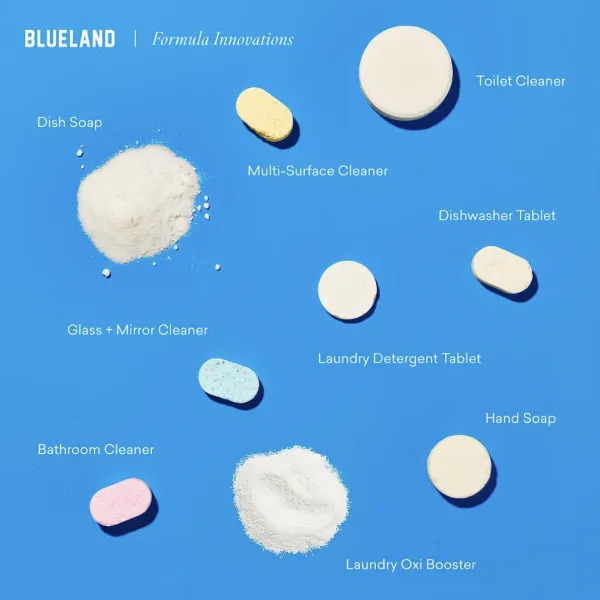 BLUELAND | Formula Innovations
Toilet Cleaner
Dish Soap
Multi-Surface Cleaner
Dishwasher Tablet
Glass + Mirror Cleaner
Laundry Detergent Tablet
Hand Soap
Bathroom Cleaner
Laundry Oxi Booster